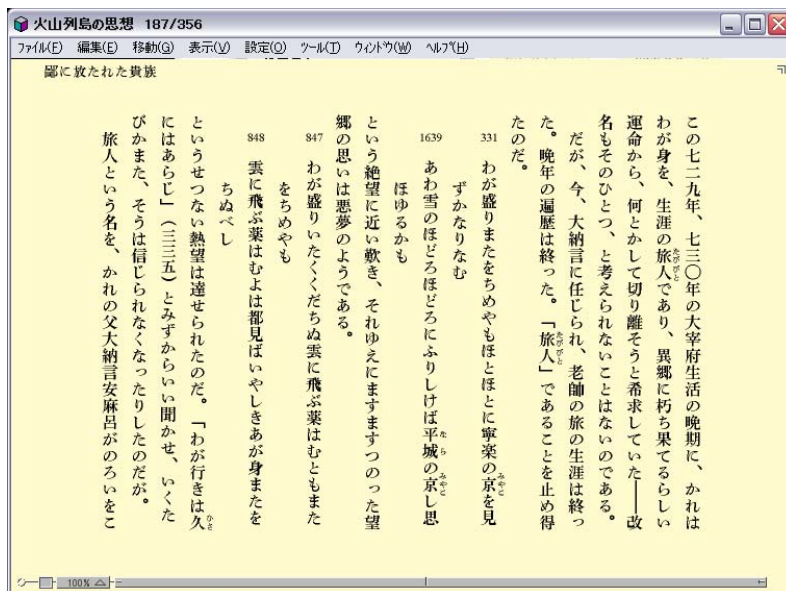 火山列島の思想 187/356
ファイル(F) 編集(E) 移動(G) 表示(V) 設定(O) ツール(T) ウィンドウ(W) ヘルプ(H)
鄙に放たれた貴族
この七二九年、七三〇年の大宰府生活の晩期に、かれは
わが身を、生涯の旅人であり、異郷に朽ち果てるらしい
運命から、何とかして切り離そうと希求していた――改
名もそのひとつ、と考えられないことはないのである。
だが、今、大納言に任じられ、老帥の旅の生涯は終っ
た。晩年の遍歴は終った。「旅人」であることを止め得
たのだ。
331 わが盛りまたをちめやもほとほとに寧楽の京を見
ずかなりなむ
1639 あわ雪のほどろほどろにふりしけば平城の京し思
ほゆるかも
という絶望に近い歎き、それゆえにますますつのった望
郷の思いは悪夢のようである。
847 わが盛りいたくくだちぬ雲に飛ぶ薬はむともまた
をちめやも
848 雲に飛ぶ薬はむよは都見ばいやしきあが身またを
ちぬべし
というせつない熱望は達せられたのだ。「わが行きは久
にはあらじ」(三三五)とみずからいい聞かせ、いくた
びかまた、そうは信じられなくなったりしたのだが。
旅人という名を、かれの父大納言安麻呂がのろいをこ
100%